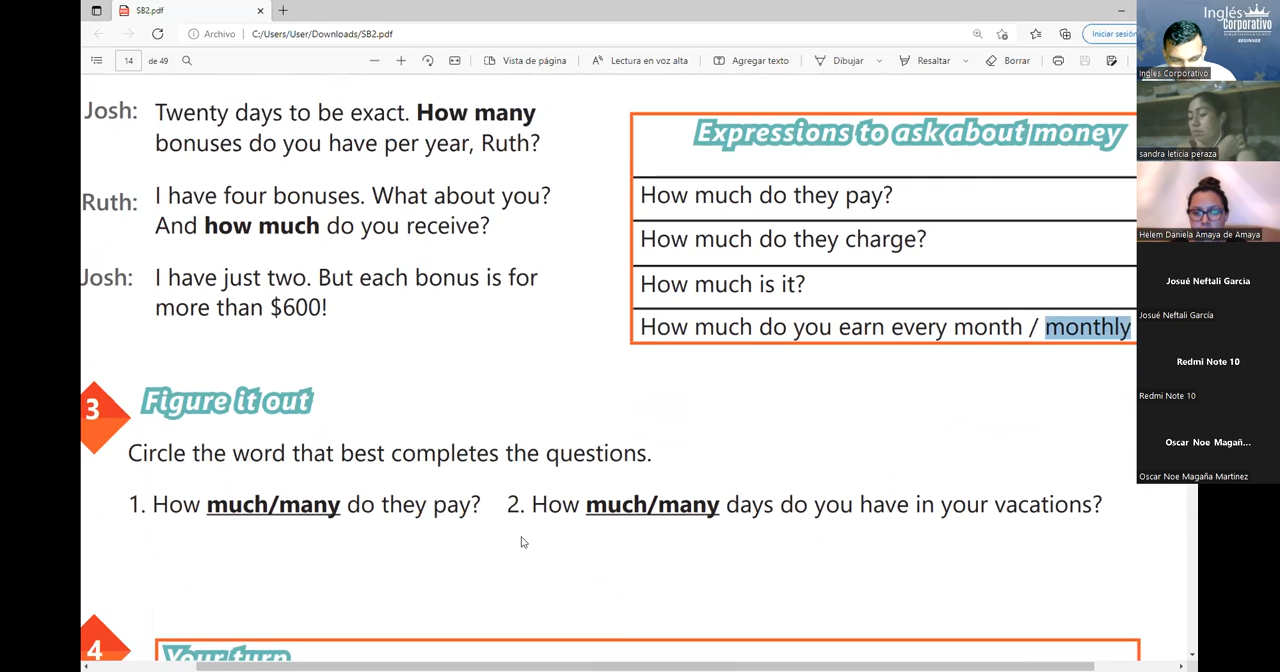 SB2.pdf
Archivo
C:/Users/User/Downloads/SB2.pdf
Iniciar sesión
14
de 49
Vista de página
Lectura en voz alta
Agregar texto
Dibujar
Resaltar
Borrar
Josh: Twenty days to be exact. How many
bonuses do you have per year, Ruth?
Ruth: I have four bonuses. What about you?
And how much do you receive?
Josh: I have just two. But each bonus is for
more than $600!
Expressions to ask about money
How much do they pay?
How much do they charge?
How much is it?
How much do you earn every month / monthly
3 Figure it out
Circle the word that best completes the questions.
1. How much/many do they pay? 2. How much/many days do you have in your vacations?
4 Your turn
Inglés
Corporativo
BEGINNER
Inglés Corporativo
sandra leticia peraza
Helem Daniela Amaya de Amaya
Josué Neftali García
Josué Neftali García
Redmi Note 10
Redmi Note 10
Oscar Noe Magañ...
Oscar Noe Magaña Martinez